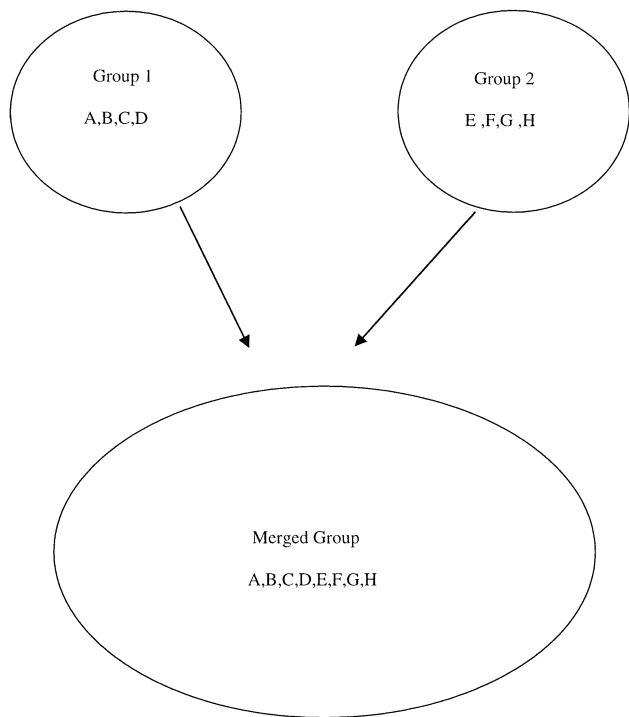 Group 1
A,B,C,D
Group 2
E ,F,G ,H
Merged Group
A,B,C,D,E,F,G,H